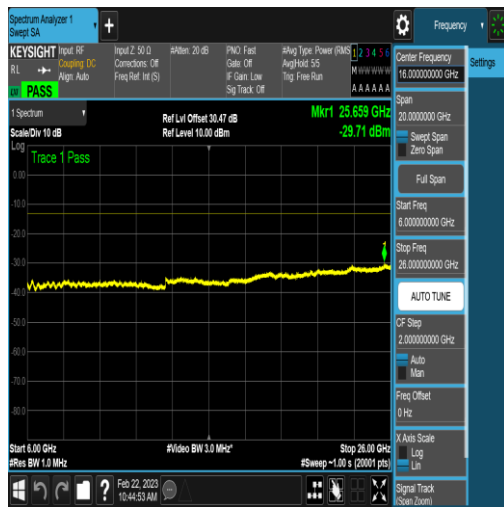 Spectrum Analyzer 1
Swept SA
+
Frequency
KEYSIGHT
Input: RF
Input Z: 50 Ω
#Atten: 20 dB
PNO: Fast
#Avg Type: Power (RMS
1 2 3 4 5 6
RL
Coupling: DC
Corrections: Off
Gate: Off
Avg|Hold: 5/5
M W W W W W
Align: Auto
Freq Ref: Int (S)
IF Gain: Low
Trig: Free Run
PASS
Sig Track: Off
A A A A A A
1 Spectrum
Ref Lvl Offset 30.47 dB
Mkr1 25.659 GHz
Scale/Div 10 dB
Ref Level 10.00 dBm
-29.71 dBm
Log
Trace 1 Pass
0.00
-10.0
-20.0
1
-30.0
-40.0
-50.0
-60.0
-70.0
-80.0
Start 6.00 GHz
#Video BW 3.0 MHz*
Stop 26.00 GHz
#Res BW 1.0 MHz
#Sweep ~1.00 s (20001 pts)
?
Feb 22, 2023
10:44:53 AM
Center Frequency
16.000000000 GHz
Settings
Span
20.0000000 GHz
Swept Span
Zero Span
Full Span
Start Freq
6.000000000 GHz
Stop Freq
26.000000000 GHz
AUTO TUNE
CF Step
2.000000000 GHz
Auto
Man
Freq Offset
0 Hz
X Axis Scale
Log
Lin
Signal Track
(Span Zoom)